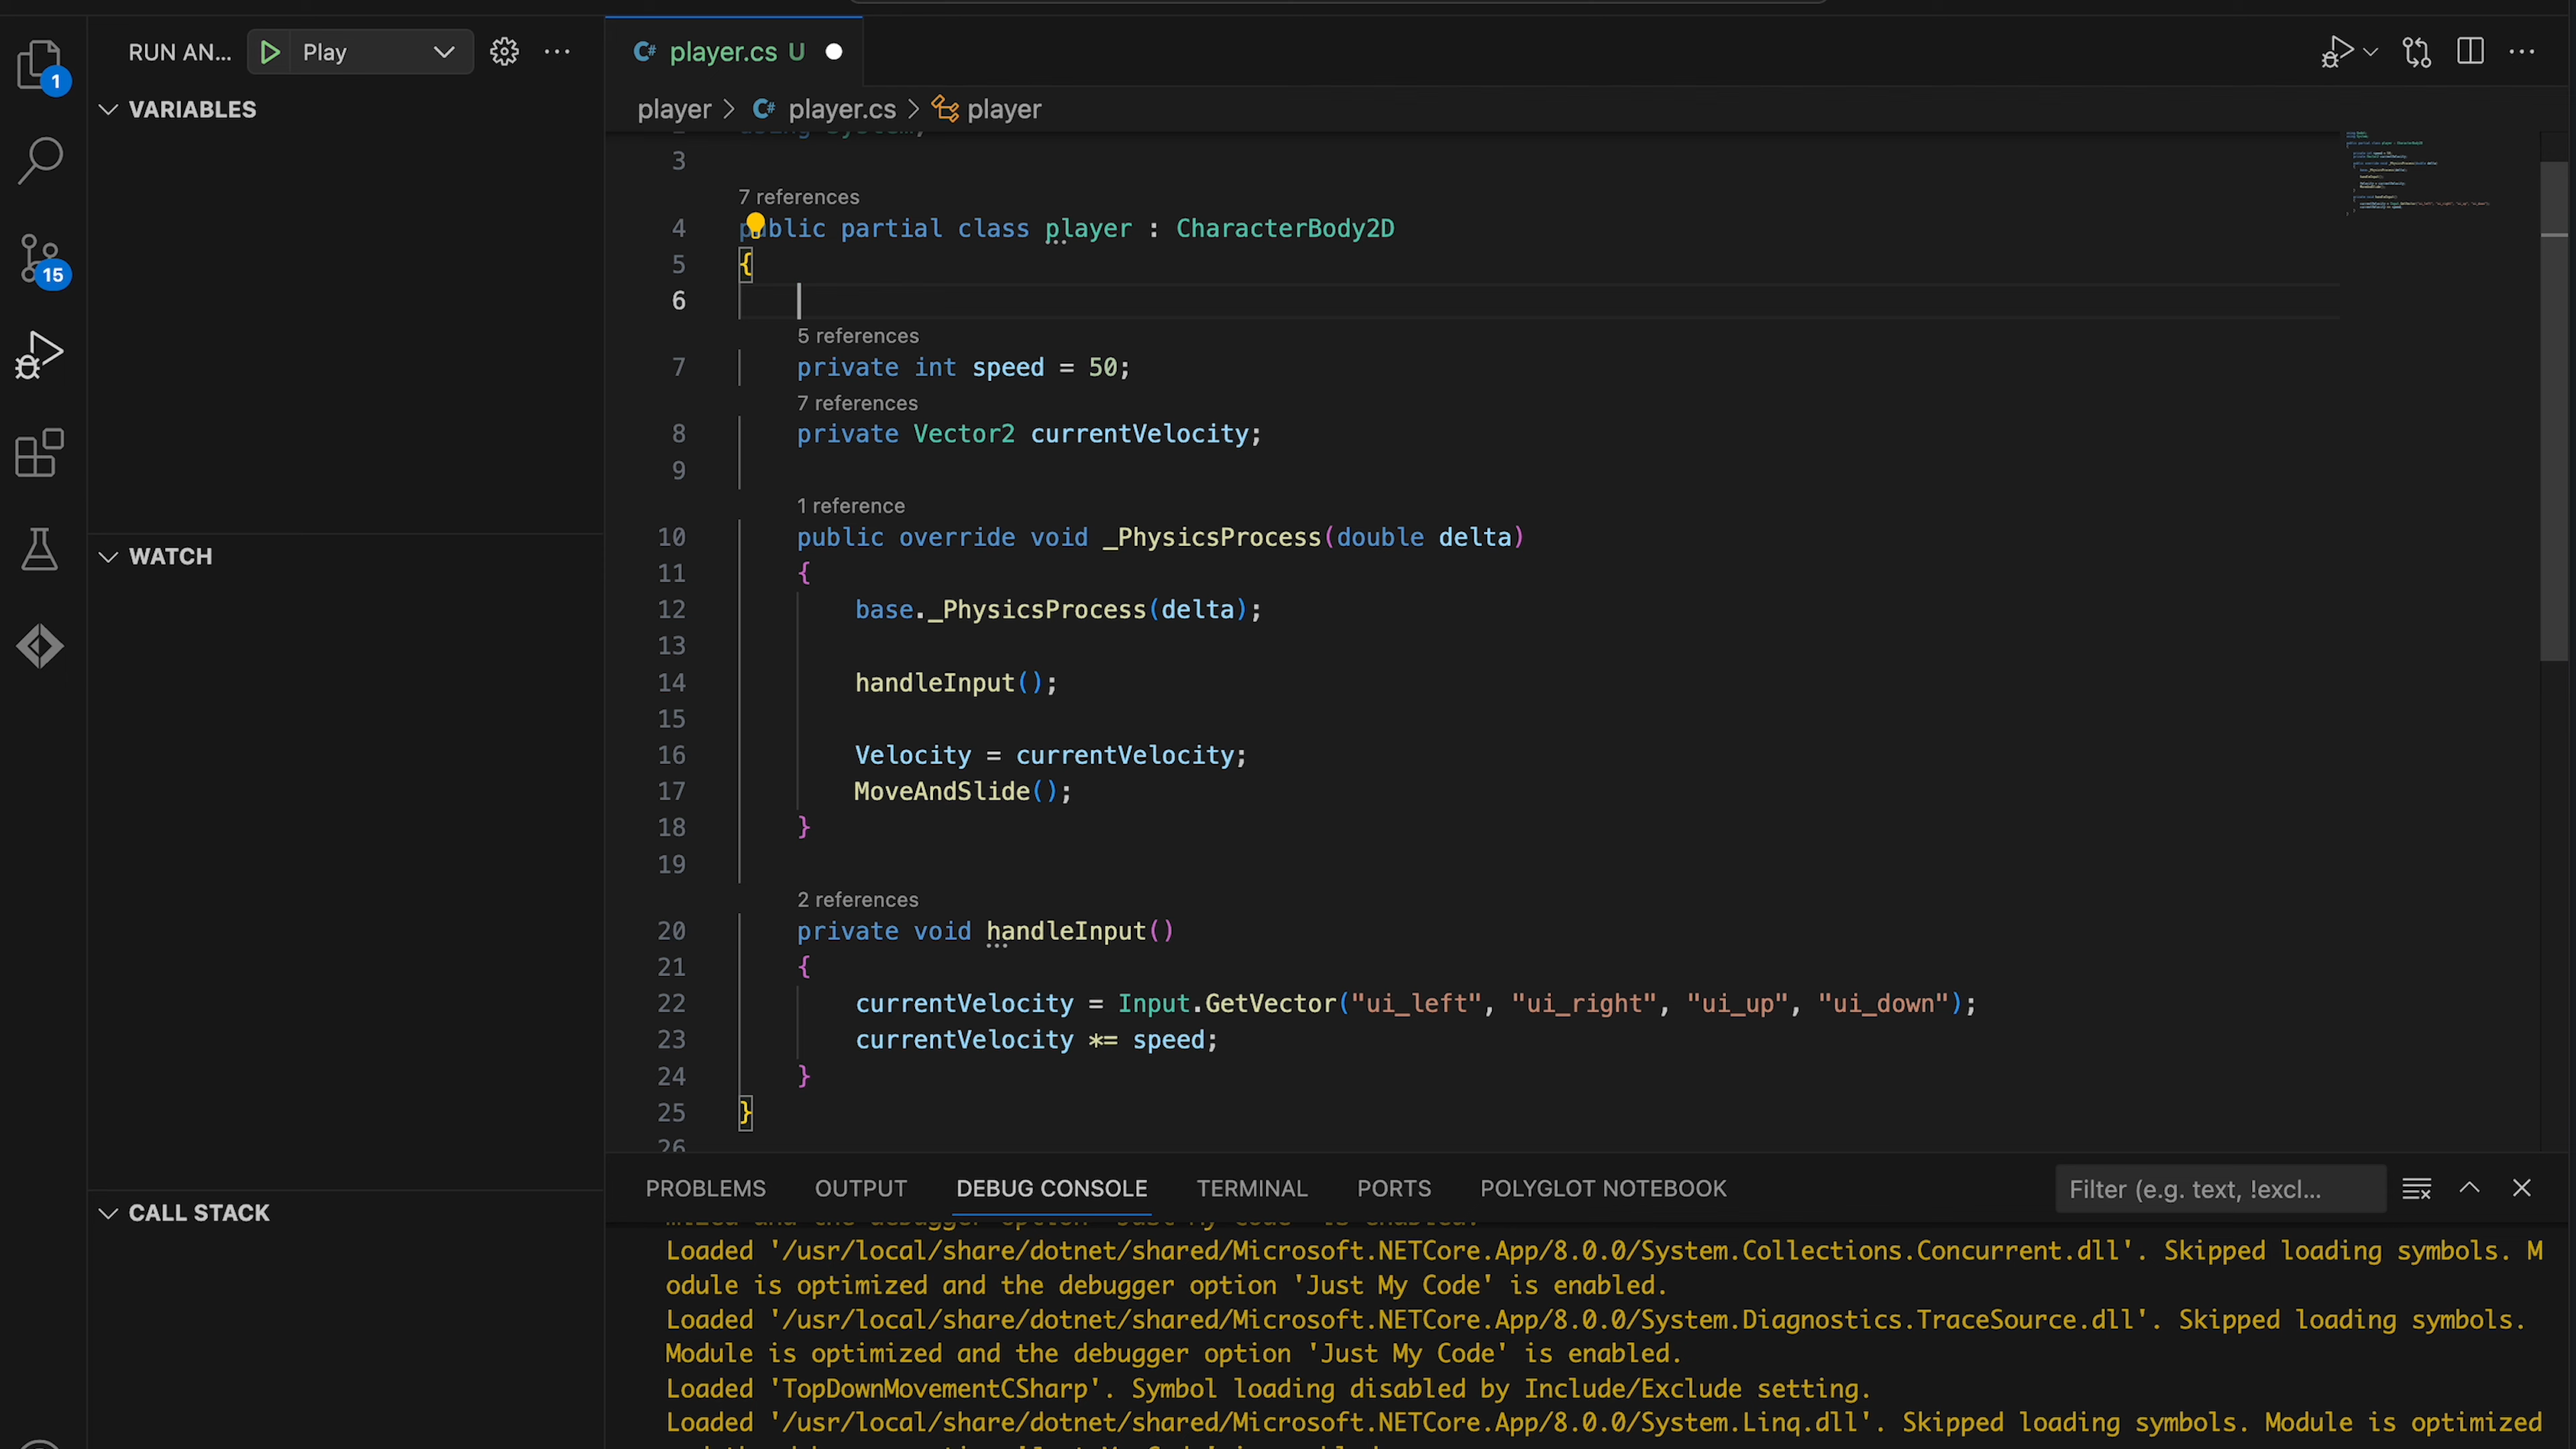 RUN AN...
Play
1
15
VARIABLES
WATCH
CALL STACK
C# player.cs U
player > C# player.cs > player
2 using System;
3
7 references
4 public partial class player : CharacterBody2D
5 {
6
5 references
7 private int speed = 50;
7 references
8 private Vector2 currentVelocity;
9
1 reference
10 public override void _PhysicsProcess(double delta)
11 {
12 base._PhysicsProcess(delta);
13
14 handleInput();
15
16 Velocity = currentVelocity;
17 MoveAndSlide();
18 }
19
2 references
20 private void handleInput()
21 {
22 currentVelocity = Input.GetVector("ui_left", "ui_right", "ui_up", "ui_down");
23 currentVelocity *= speed;
24 }
25 }
26
PROBLEMS OUTPUT DEBUG CONSOLE TERMINAL PORTS POLYGLOT NOTEBOOK Filter (e.g. text, !excl...
Loaded '/usr/local/share/dotnet/shared/Microsoft.NETCore.App/8.0.0/System.Collections.Concurrent.dll'. Skipped loading symbols. M
odule is optimized and the debugger option 'Just My Code' is enabled.
Loaded '/usr/local/share/dotnet/shared/Microsoft.NETCore.App/8.0.0/System.Diagnostics.TraceSource.dll'. Skipped loading symbols.
Module is optimized and the debugger option 'Just My Code' is enabled.
Loaded 'TopDownMovementCSharp'. Symbol loading disabled by Include/Exclude setting.
Loaded '/usr/local/share/dotnet/shared/Microsoft.NETCore.App/8.0.0/System.Linq.dll'. Skipped loading symbols. Module is optimized